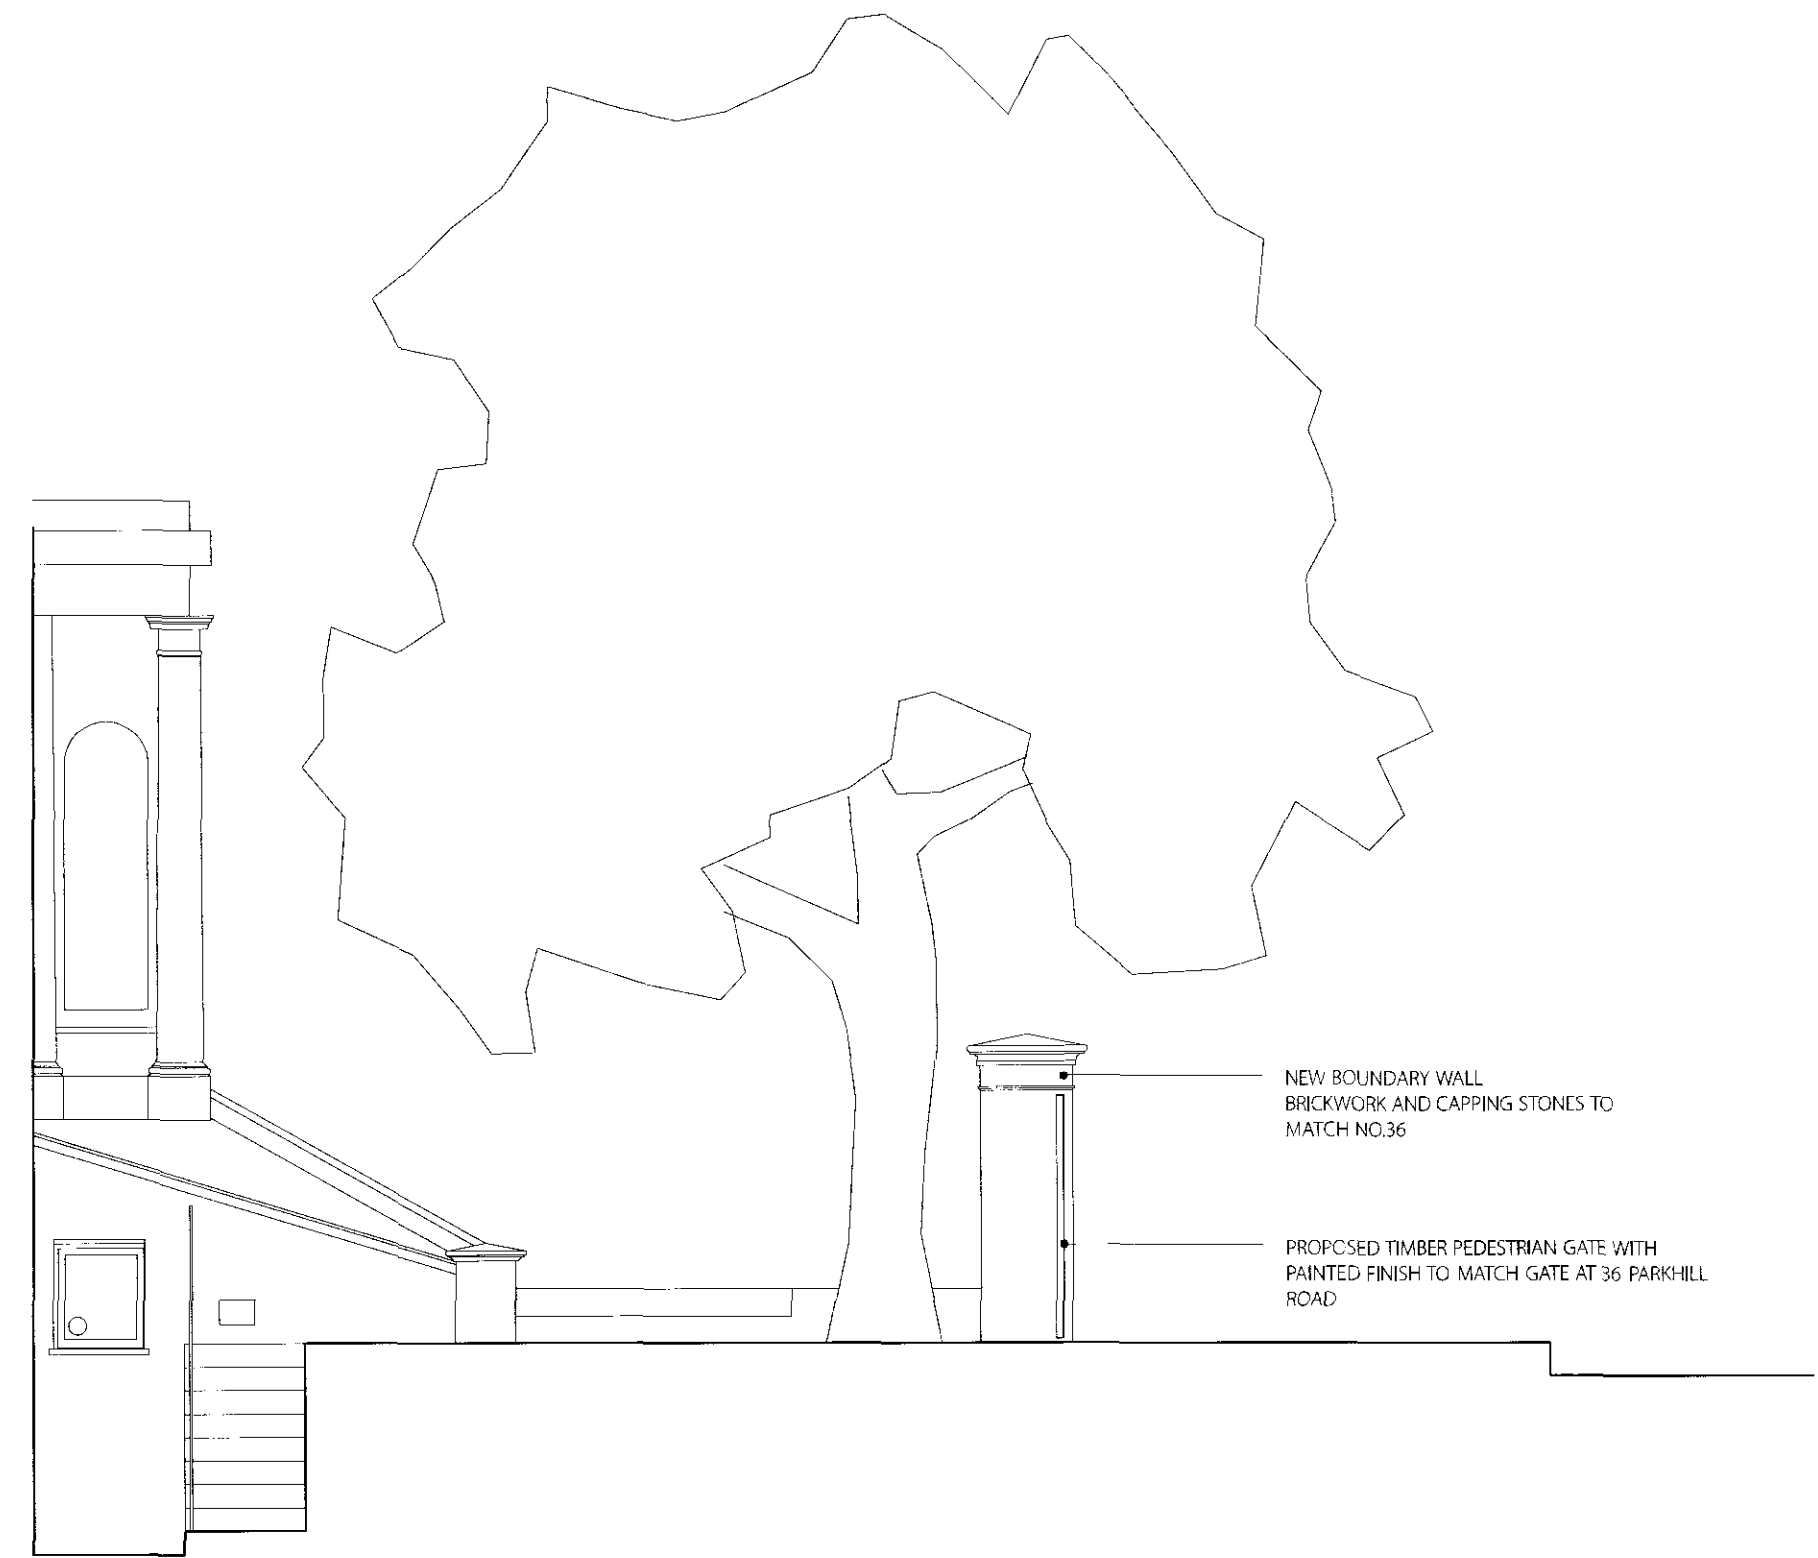 NEW BOUNDARY WALL
BRICKWORK AND CAPPING STONES TO
MATCH NO.36
PROPOSED TIMBER PEDESTRIAN GATE WITH
PAINTED FINISH TO MATCH GATE AT 36 PARKHILL
ROAD